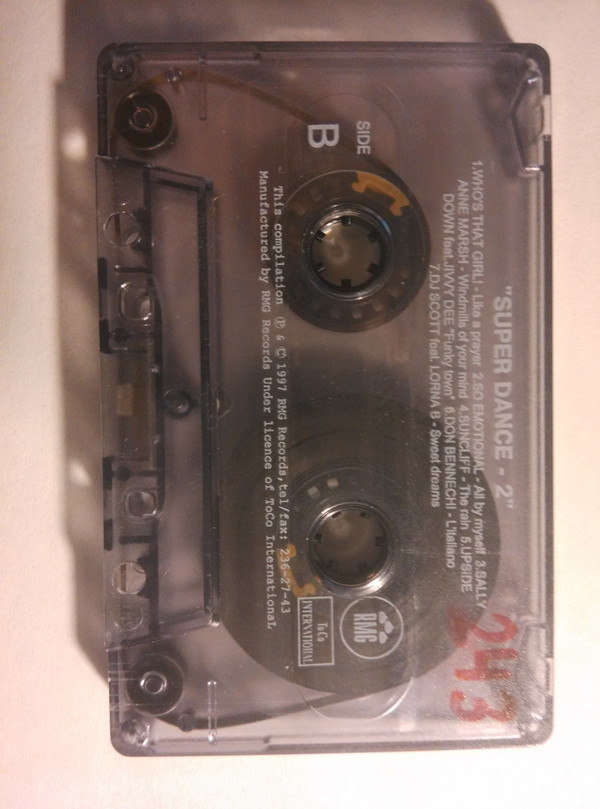 "SUPER DANCE - 2"
1.WHO'S THAT GIRL! - Like a prayer 2.SO EMOTIONAL - All by myself 3.SALLY
ANNE MARSH - Windmills of your mind 4.SUNCLIFF - The rain 5.UPSIDE
DOWN feat.JIVVY DEE "Funky town" 6.DON BENNECHI - L'italiano
7.DJ SCOTT feat. LORNA B - Sweet dreams
SIDE
B
RMG
ToCo
INTERNATIONAL
This compilation Ⓟ & © 1997 RMG Records,tel/fax: 236-27-43
Manufactured by RMG Records Under licence of ToCo International
243